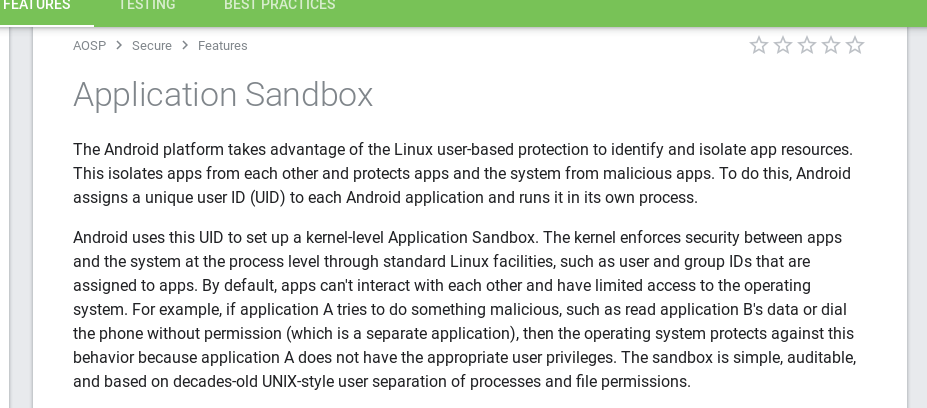 FEATURES TESTING BEST PRACTICES
AOSP > Secure > Features
Application Sandbox
The Android platform takes advantage of the Linux user-based protection to identify and isolate app resources.
This isolates apps from each other and protects apps and the system from malicious apps. To do this, Android
assigns a unique user ID (UID) to each Android application and runs it in its own process.
Android uses this UID to set up a kernel-level Application Sandbox. The kernel enforces security between apps
and the system at the process level through standard Linux facilities, such as user and group IDs that are
assigned to apps. By default, apps can't interact with each other and have limited access to the operating
system. For example, if application A tries to do something malicious, such as read application B's data or dial
the phone without permission (which is a separate application), then the operating system protects against this
behavior because application A does not have the appropriate user privileges. The sandbox is simple, auditable,
and based on decades-old UNIX-style user separation of processes and file permissions.